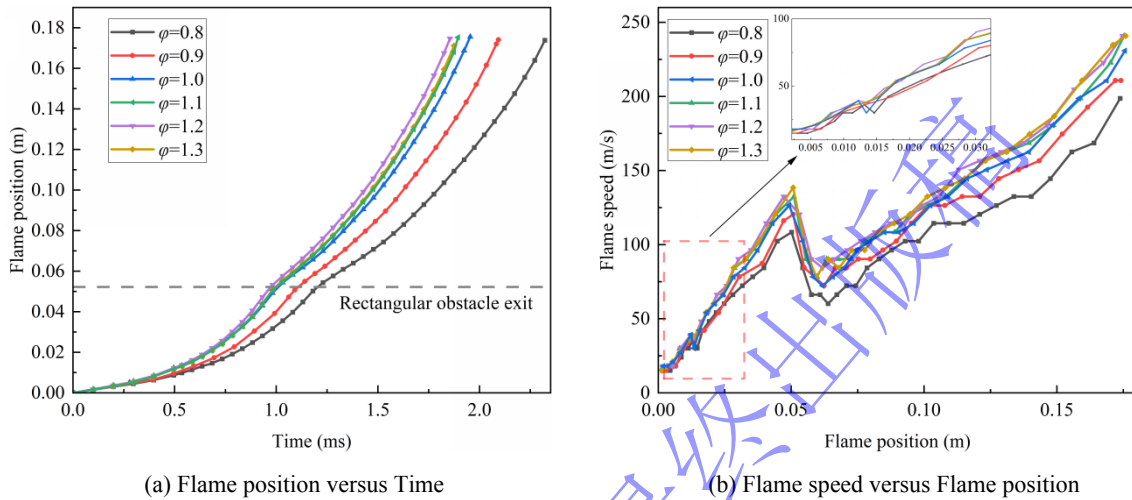 0.18
0.16
0.14
0.12
0.10
0.08
0.06
0.04
0.02
0.00
Flame position (m)
φ=0.8
φ=0.9
φ=1.0
φ=1.1
φ=1.2
φ=1.3
Rectangular obstacle exit
0.0 0.5 1.0 1.5 2.0
Time (ms)
(a) Flame position versus Time
250
200
150
100
50
0
Flame speed (m/s)
φ=0.8
φ=0.9
φ=1.0
φ=1.1
φ=1.2
φ=1.3
100
50
0.005 0.010 0.015 0.020 0.025 0.030
0.00 0.05 0.10 0.15
Flame position (m)
(b) Flame speed versus Flame position
出版稿